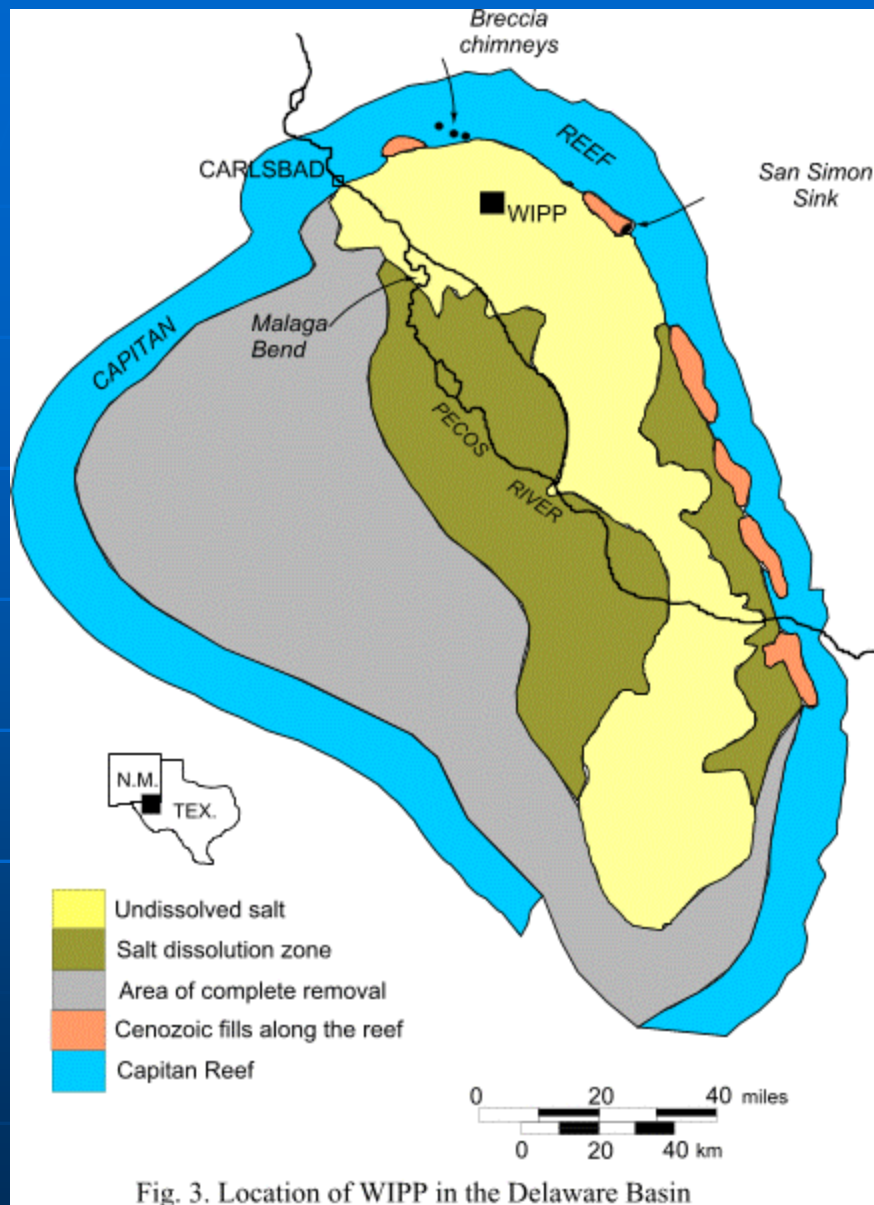 Breccia
chimneys
REEF
CARLSBAD
San Simon
Sink
WIPP
Malaga
Bend
CAPITAN
PECOS
RIVER
N.M.
TEX.
Undissolved salt
Salt dissolution zone
Area of complete removal
Cenozoic fills along the reef
Capitan Reef
0 20 40 miles
0 20 40 km
Fig. 3. Location of WIPP in the Delaware Basin